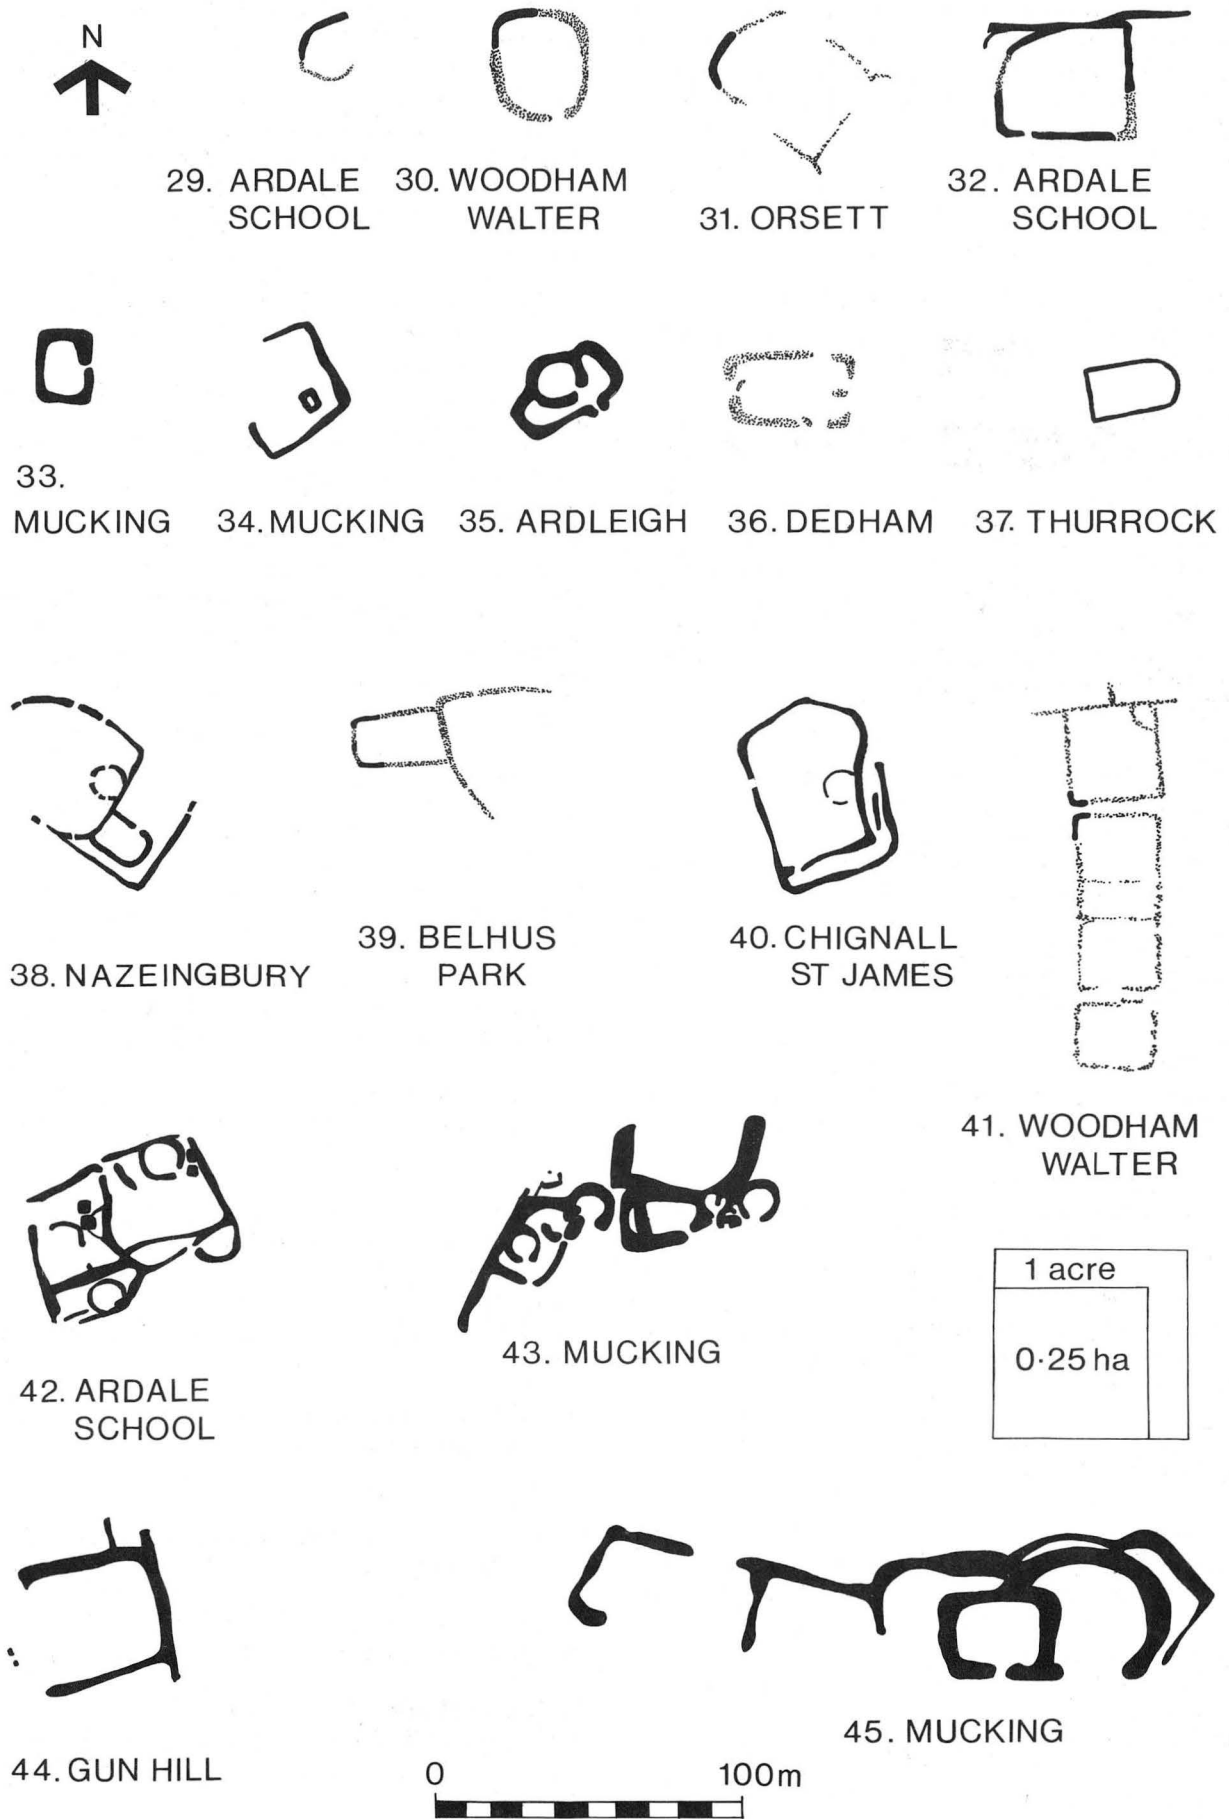 N
29. ARDALE
SCHOOL
30. WOODHAM
WALTER
31. ORSETT
32. ARDALE
SCHOOL
33.
MUCKING
34. MUCKING
35. ARDLEIGH
36. DEDHAM
37. THURROCK
38. NAZEINGBURY
39. BELHUS
PARK
40. CHIGNALL
ST JAMES
41. WOODHAM
WALTER
42. ARDALE
SCHOOL
43. MUCKING
1 acre
0·25 ha
44. GUN HILL
45. MUCKING
0 100m